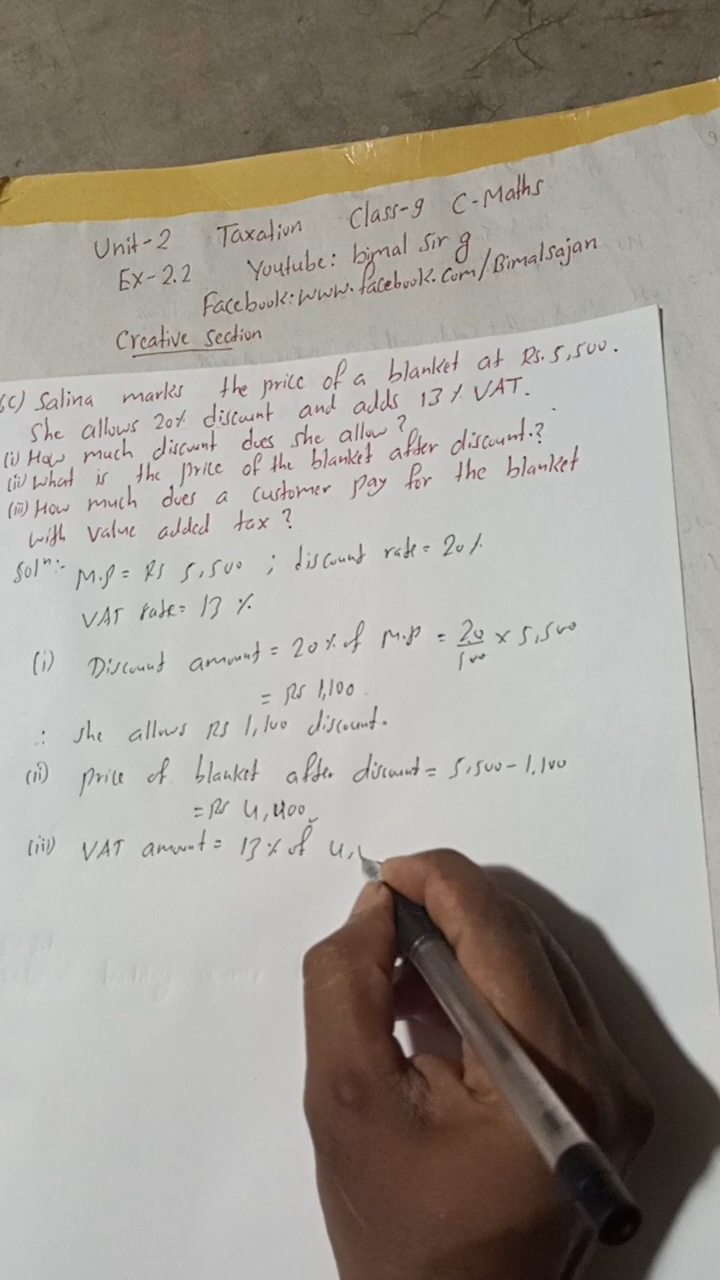 Unit-2 Taxation Class-9 C-Maths
Ex-2.2 Youtube: bimal sir g
Facebook: www.facebook.com/Bimalsajan
Creative section
6c) Salina marks the price of a blanket at Rs. 5,500.
She allows 20% discount and adds 13% VAT.
(i) How much discount does she allow?
(ii) What is the price of the blanket after discount.?
(iii) How much does a customer pay for the blanket
with value added tax?
Solⁿ:- M.P = Rs 5,500 ; discount rate = 20%
VAT rate = 13%
(i) Discount amount = 20% of M.P = 20/100 × 5,500
= Rs 1,100
∴ she allows Rs 1,100 discount.
(ii) price of blanket after discount = 5,500 - 1,100
= Rs 4,400
(iii) VAT amount = 13% of 4,